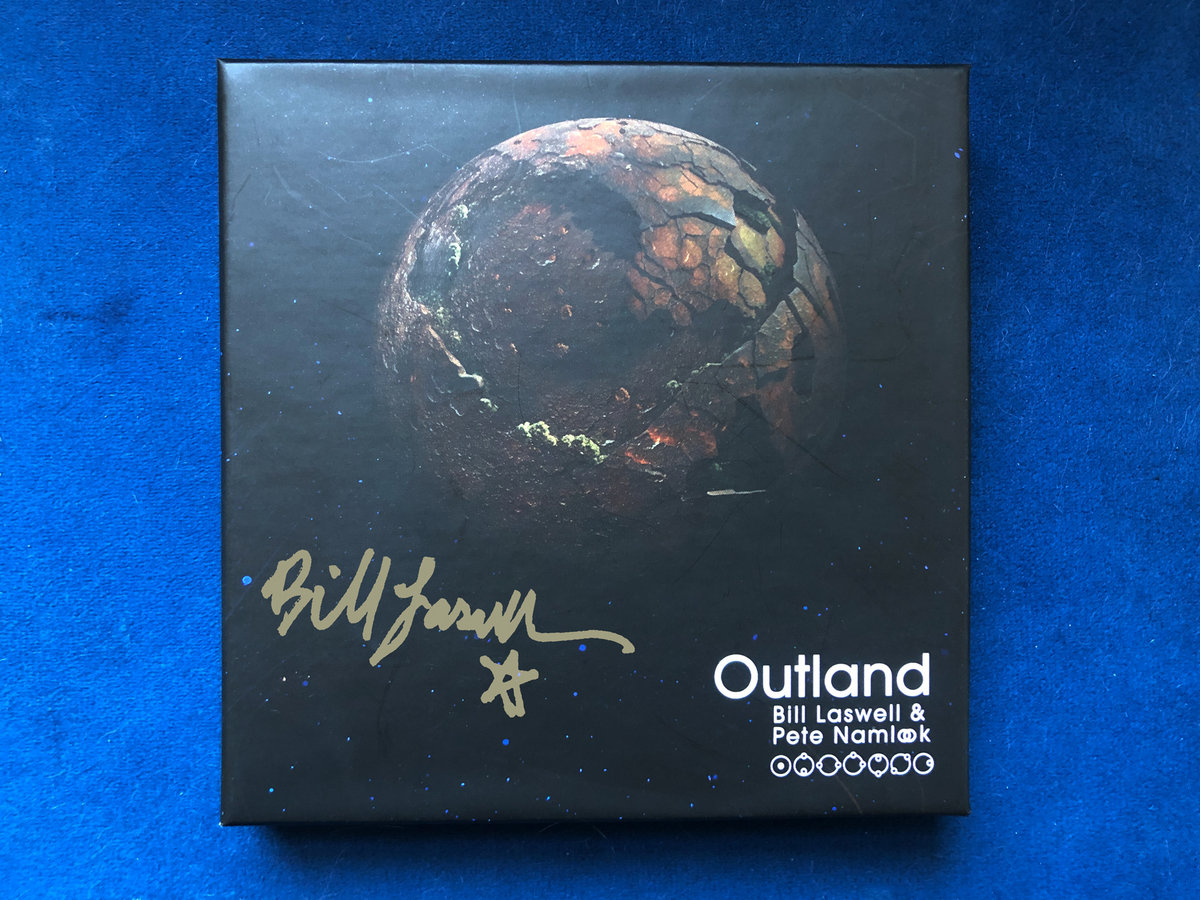 Bill Laswell
Outland
Bill Laswell &
Pete Namlook